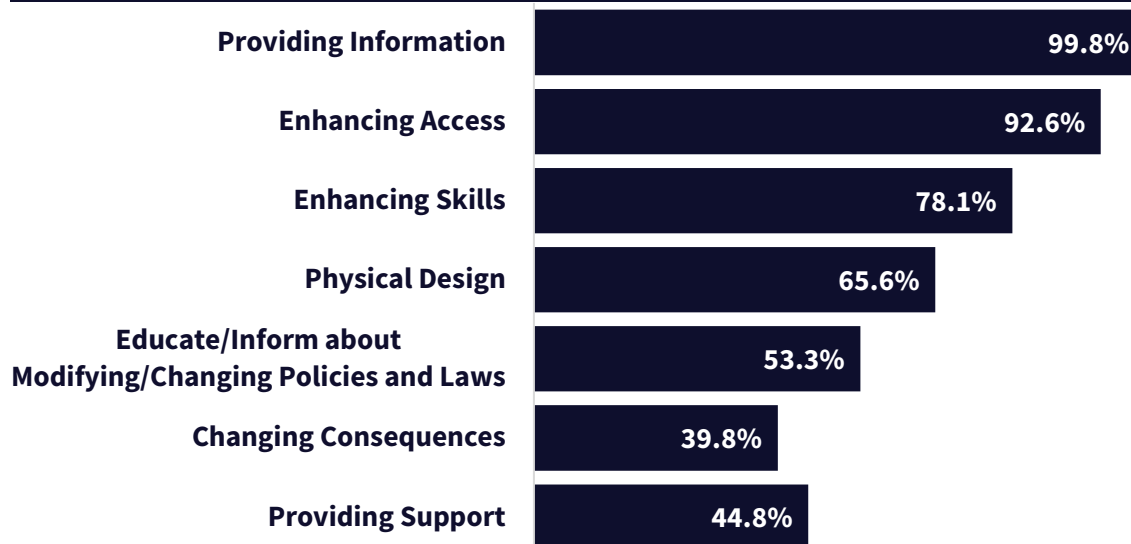 Providing Information
99.8%
Enhancing Access
92.6%
Enhancing Skills
78.1%
Physical Design
65.6%
Educate/Inform about
Modifying/Changing Policies and Laws
53.3%
Changing Consequences
39.8%
Providing Support
44.8%